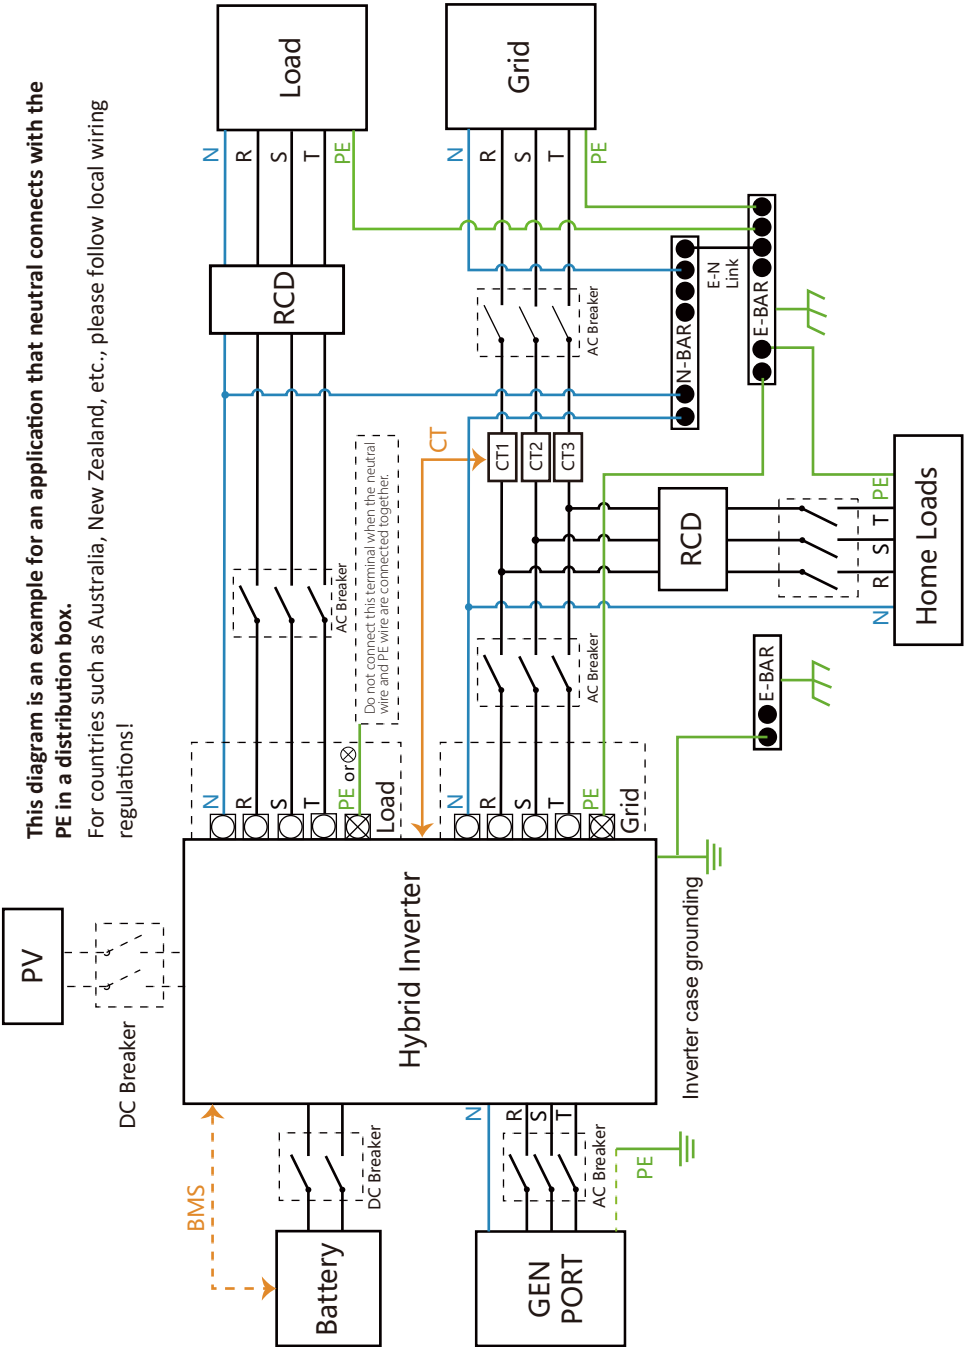 This diagram is an example for an application that neutral connects with the
PE in a distribution box.
For countries such as Australia, New Zealand, etc., please follow local wiring
regulations!
PV
DC Breaker
BMS
Battery
DC Breaker
GEN
PORT
N
R
S
T
AC Breaker
PE
Hybrid Inverter
Inverter case grounding
N
R
S
T
PE or
Load
Do not connect this terminal when the neutral
wire and PE wire are connected together.
AC Breaker
RCD
N
R
S
T
PE
Load
CT
N
R
S
T
PE
Grid
AC Breaker
CT1
CT2
CT3
AC Breaker
N
R
S
T
PE
Grid
RCD
N
R
S
T
PE
Home Loads
N-BAR
E-N
Link
E-BAR
E-BAR